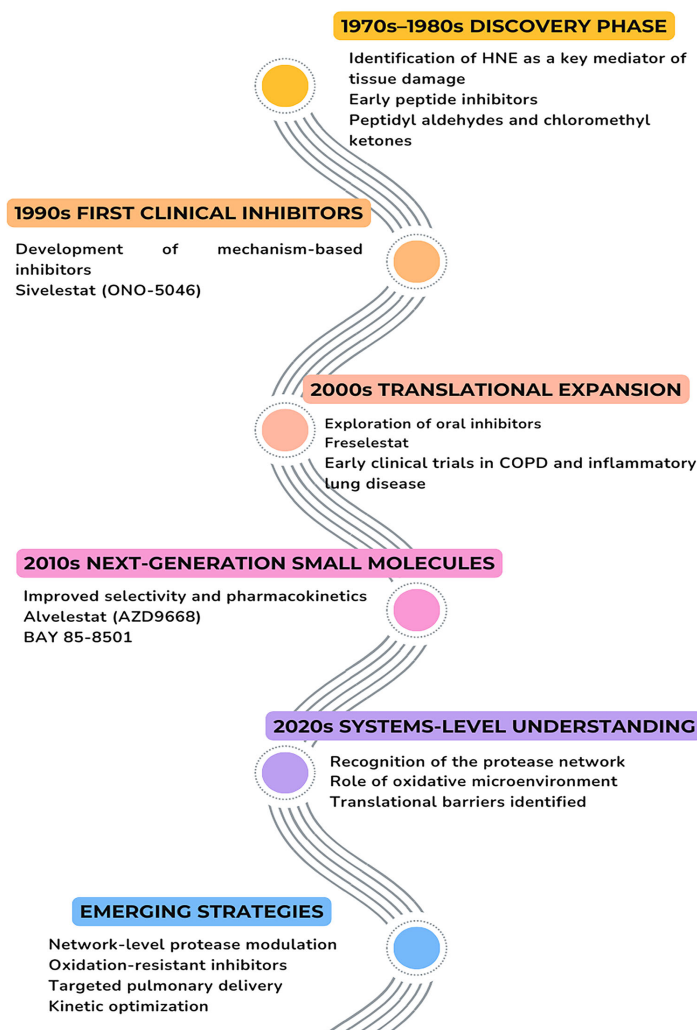 1970s–1980s DISCOVERY PHASE
Identification of HNE as a key mediator of
tissue damage
Early peptide inhibitors
Peptidyl aldehydes and chloromethyl
ketones
1990s FIRST CLINICAL INHIBITORS
Development of mechanism-based
inhibitors
Sivelestat (ONO-5046)
2000s TRANSLATIONAL EXPANSION
Exploration of oral inhibitors
Freselestat
Early clinical trials in COPD and inflammatory
lung disease
2010s NEXT-GENERATION SMALL MOLECULES
Improved selectivity and pharmacokinetics
Alvelestat (AZD9668)
BAY 85-8501
2020s SYSTEMS-LEVEL UNDERSTANDING
Recognition of the protease network
Role of oxidative microenvironment
Translational barriers identified
EMERGING STRATEGIES
Network-level protease modulation
Oxidation-resistant inhibitors
Targeted pulmonary delivery
Kinetic optimization